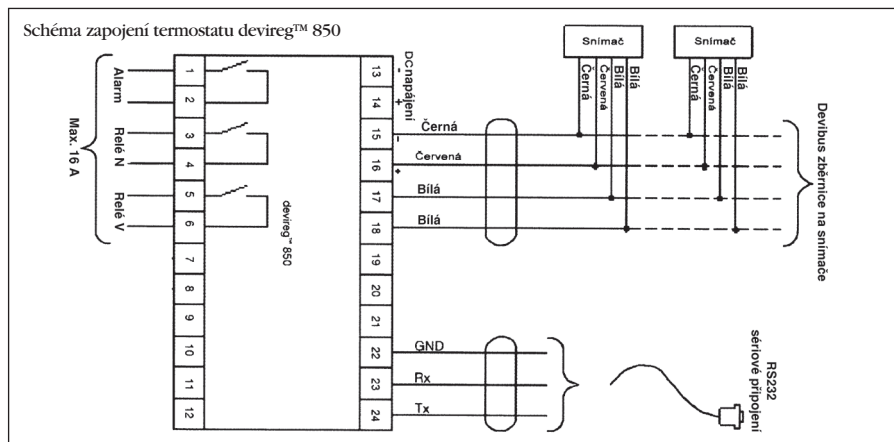 Schéma zapojení termostatu devireg™ 850
Alarm
Relé N
Relé V
Max. 16 A
1
2
3
4
5
6
7
8
9
10
11
12
devireg™ 850
13
14
15
16
17
18
19
20
21
22
23
24
DC napájení
-
+
-
+
Černá
Červená
Bílá
Bílá
Snímač
Černá
Červená
Bílá
Bílá
Snímač
Černá
Červená
Bílá
Bílá
Devibus zběrnice na snímače
GND
Rx
Tx
RS232
sériové připojení